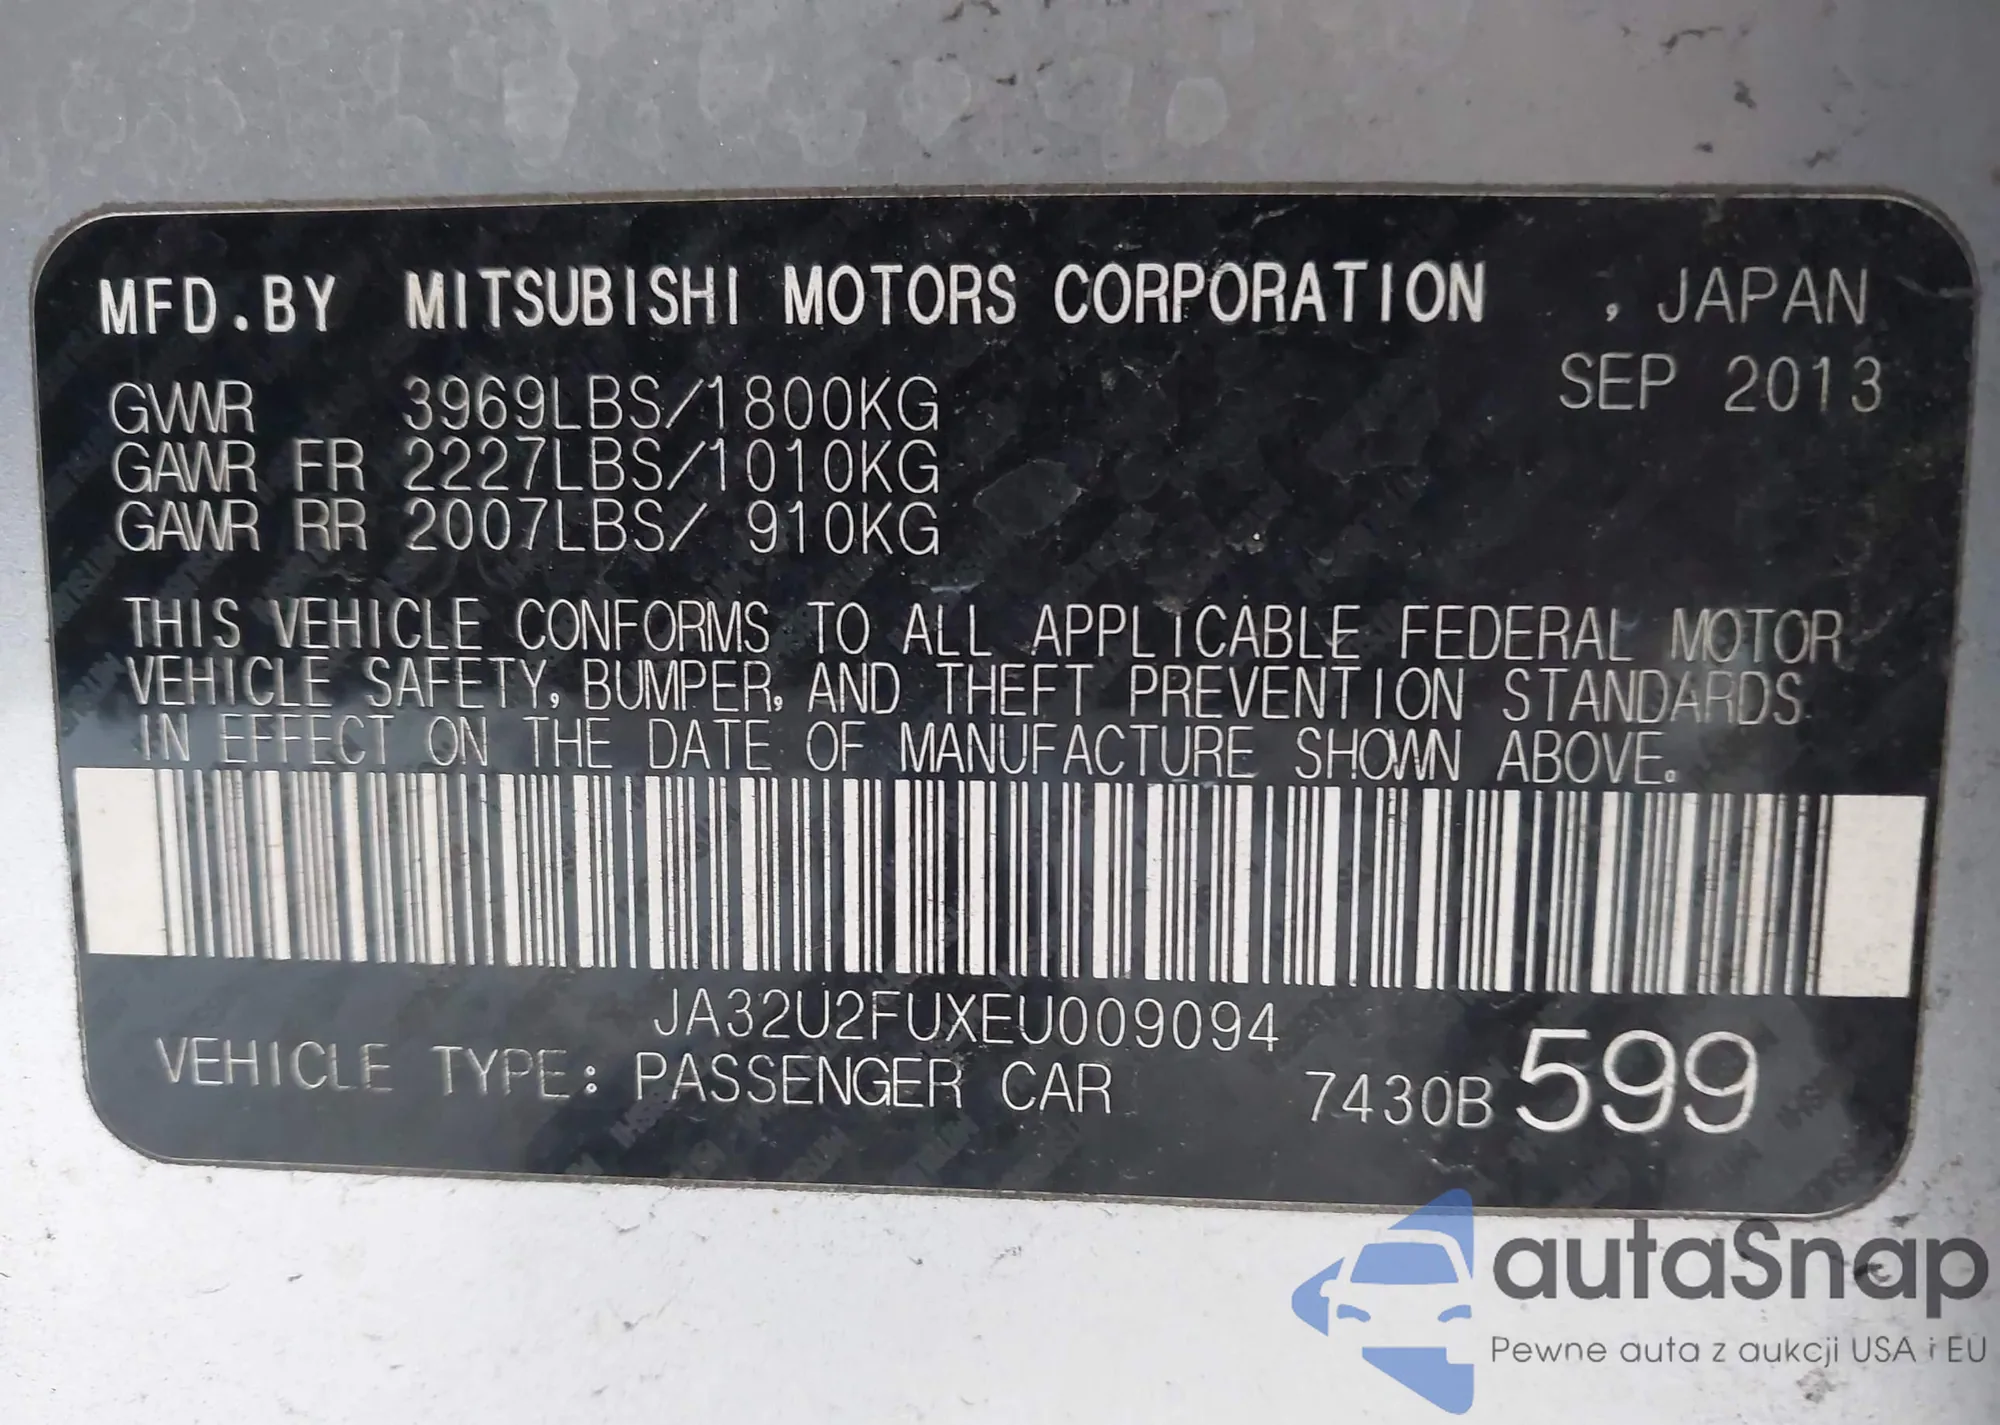 MFD.BY MITSUBISHI MOTORS CORPORATION , JAPAN
SEP 2013
GVWR 3969LBS/1800KG
GAWR FR 2227LBS/1010KG
GAWR RR 2007LBS/ 910KG
THIS VEHICLE CONFORMS TO ALL APPLICABLE FEDERAL MOTOR
VEHICLE SAFETY, BUMPER, AND THEFT PREVENTION STANDARDS
IN EFFECT ON THE DATE OF MANUFACTURE SHOWN ABOVE.
JA32U2FUXEU009094
VEHICLE TYPE: PASSENGER CAR 7430B 599
autaSnap
Pewne auta z aukcji USA i EU